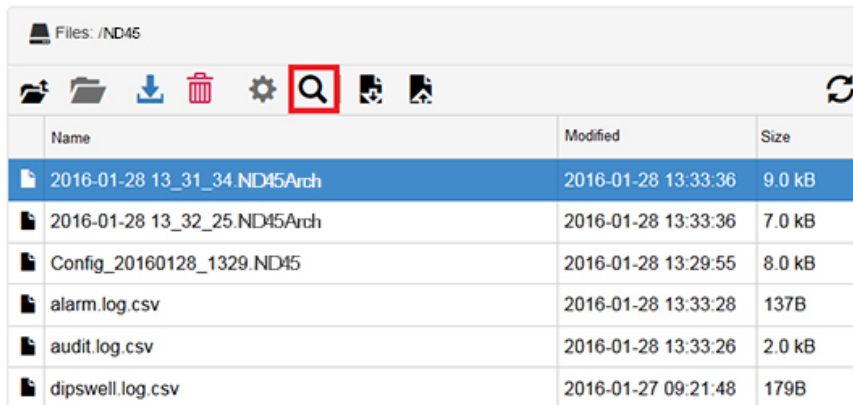 Files: /ND45
Name Modified Size
2016-01-28 13_31_34.ND45Arch 2016-01-28 13:33:36 9.0 kB
2016-01-28 13_32_25.ND45Arch 2016-01-28 13:33:36 7.0 kB
Config_20160128_1329.ND45 2016-01-28 13:29:55 8.0 kB
alarm.log.csv 2016-01-28 13:33:28 137B
audit.log.csv 2016-01-28 13:33:26 2.0 kB
dipswell.log.csv 2016-01-27 09:21:48 179B